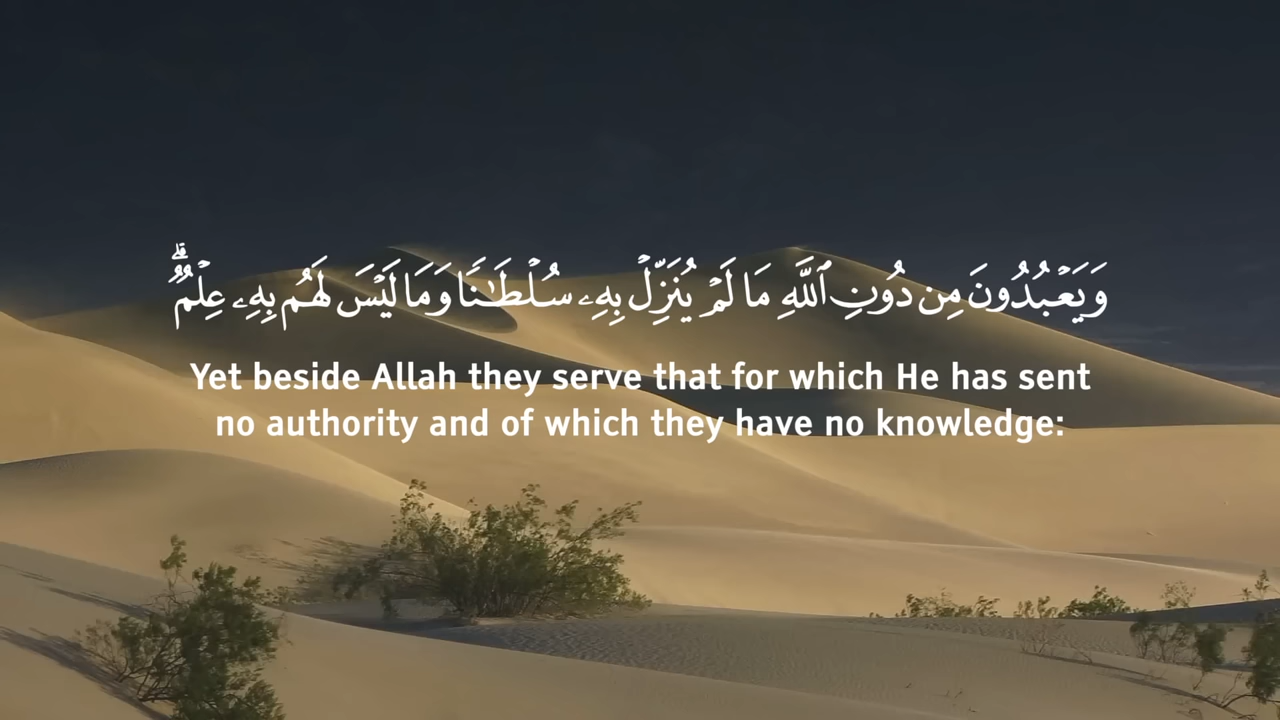 وَيَعْبُدُونَ مِن دُونِ ٱللَّهِ مَا لَمْ يُنَزِّلْ بِهِۦ سُلْطَـٰنًا وَمَا لَيْسَ لَهُم بِهِۦ عِلْمٌ ۗ
Yet beside Allah they serve that for which He has sent
no authority and of which they have no knowledge: